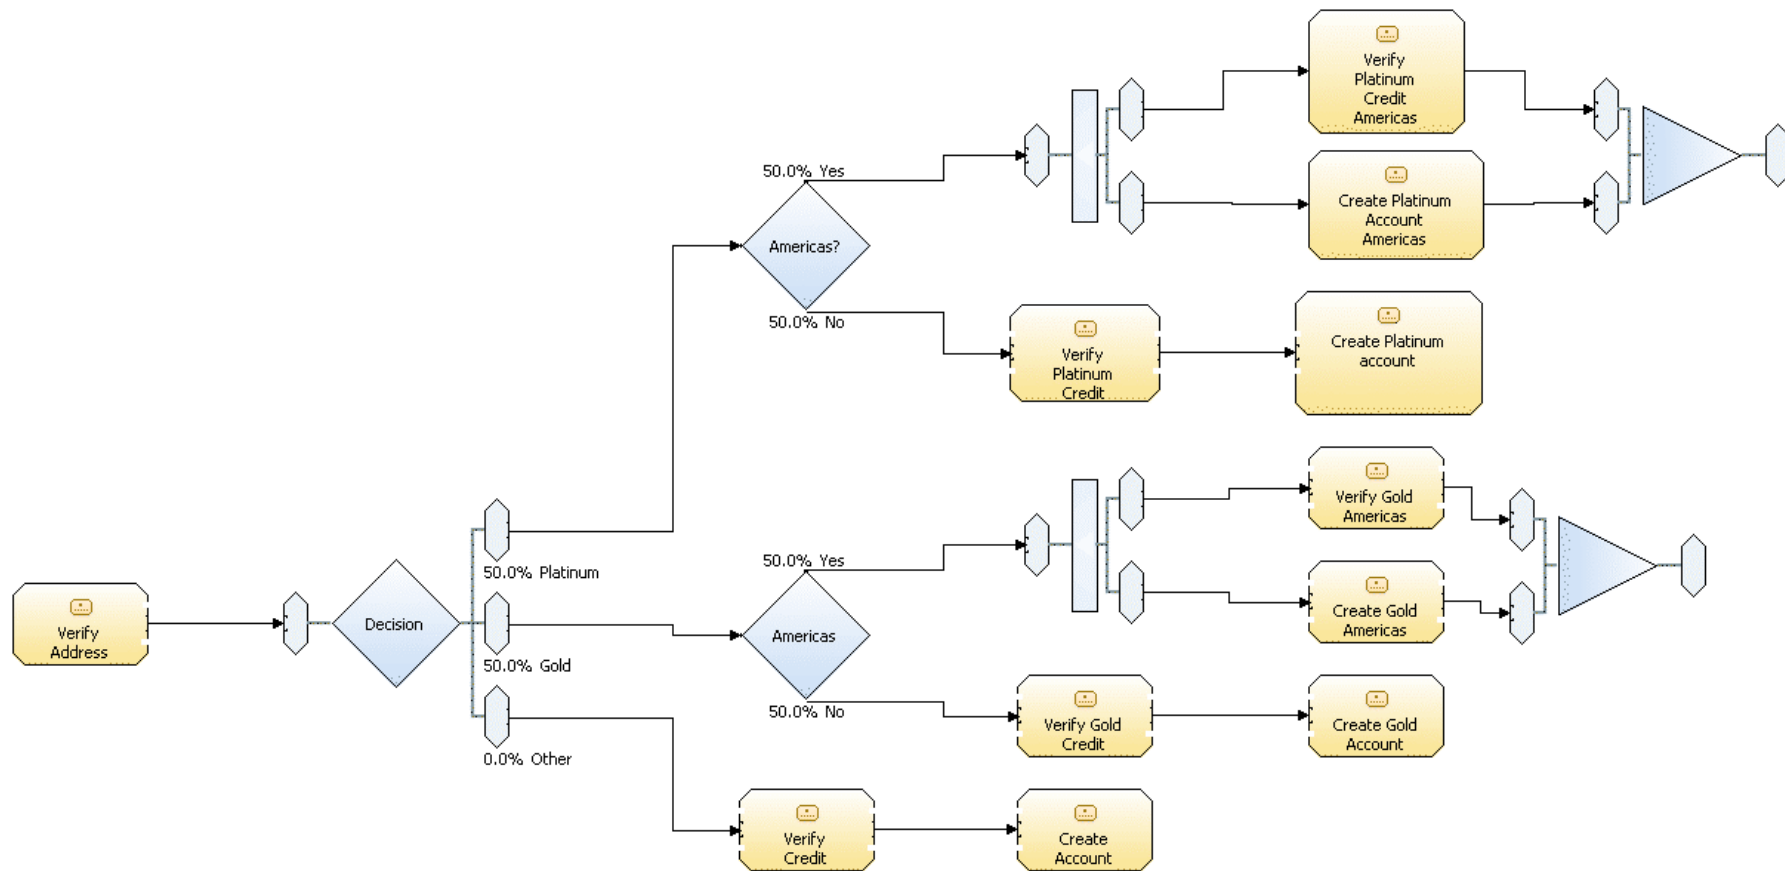 Verify
Platinum
Credit
Americas
50.0% Yes
Create Platinum
Account
Americas
Americas?
50.0% No
Verify
Platinum
Credit
Create Platinum
account
Verify Gold
Americas
50.0% Platinum
50.0% Yes
Verify
Address
Decision
Americas
Create Gold
Americas
50.0% Gold
50.0% No
Verify Gold
Credit
Create Gold
Account
0.0% Other
Verify
Credit
Create
Account